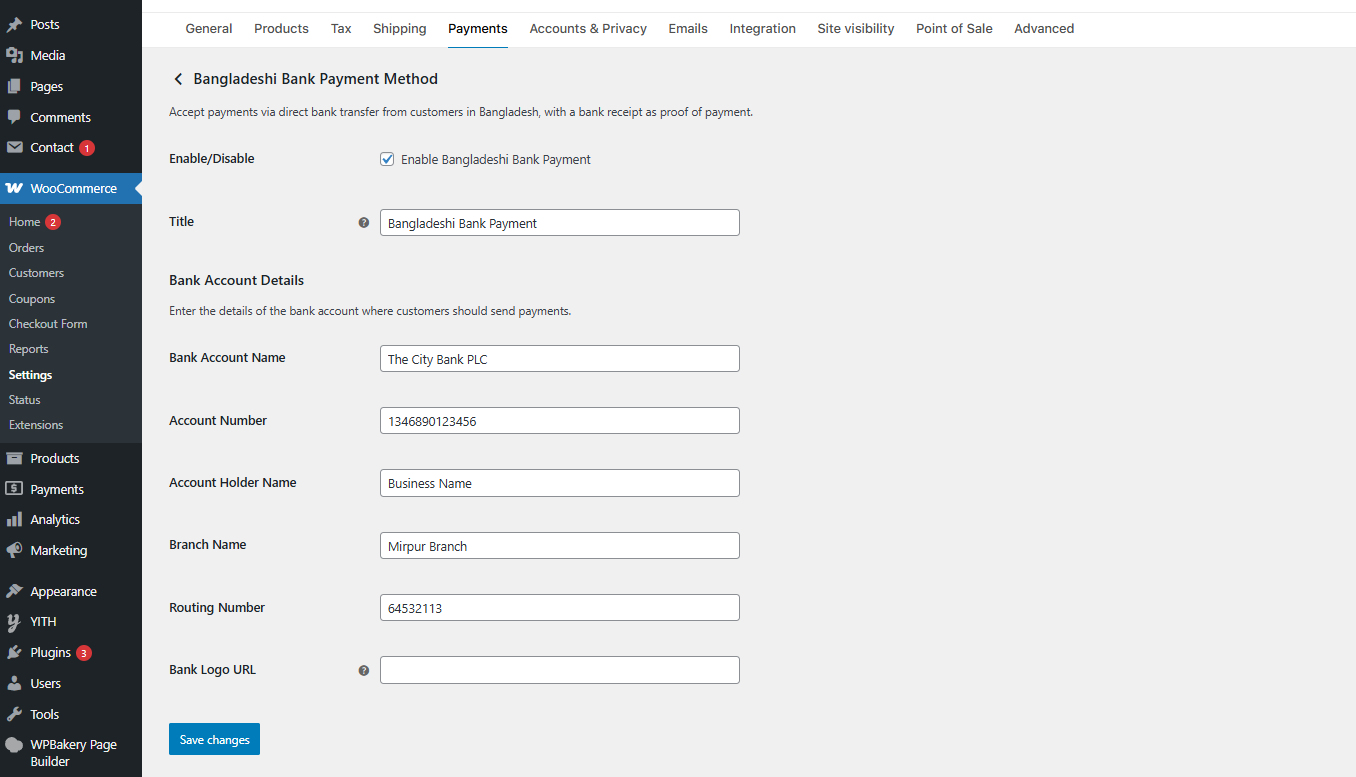 Posts
Media
Pages
Comments
Contact 1
WooCommerce
Home 2
Orders
Customers
Coupons
Checkout Form
Reports
Settings
Status
Extensions
Products
Payments
Analytics
Marketing
Appearance
YITH
Plugins 3
Users
Tools
WPBakery Page
Builder
General Products Tax Shipping Payments Accounts & Privacy Emails Integration Site visibility Point of Sale Advanced
Bangladeshi Bank Payment Method
Accept payments via direct bank transfer from customers in Bangladesh, with a bank receipt as proof of payment.
Enable/Disable Enable Bangladeshi Bank Payment
Title ? Bangladeshi Bank Payment
Bank Account Details
Enter the details of the bank account where customers should send payments.
Bank Account Name The City Bank PLC
Account Number 1346890123456
Account Holder Name Business Name
Branch Name Mirpur Branch
Routing Number 64532113
Bank Logo URL ?
Save changes